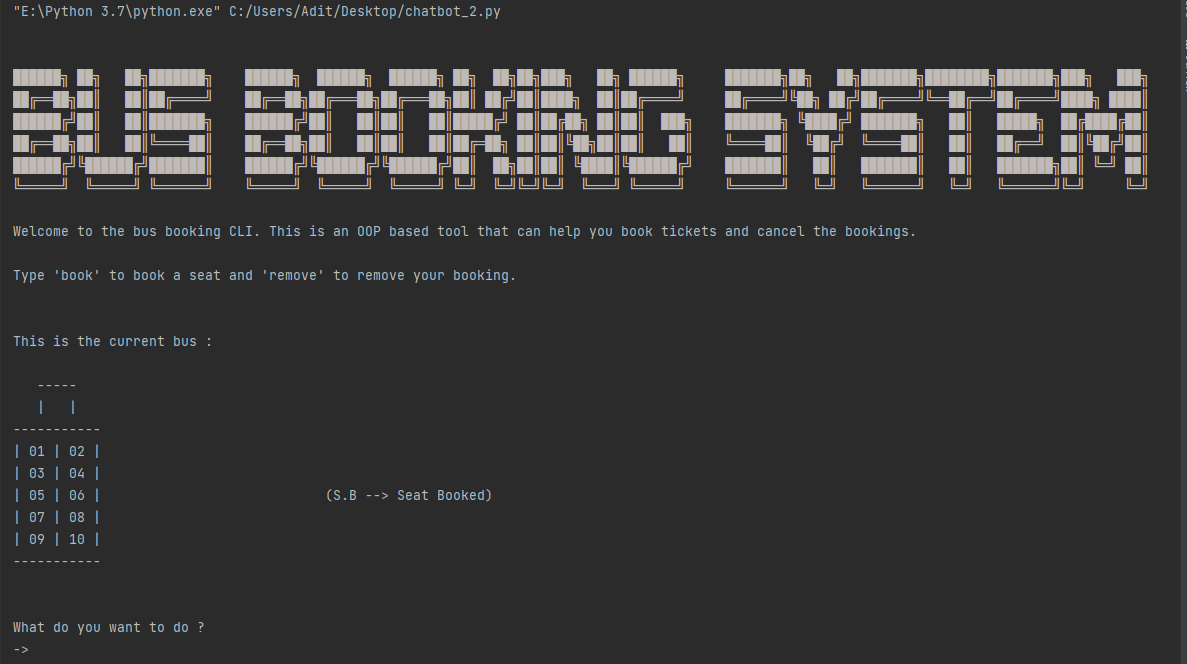 "E:\Python 3.7\python.exe" C:/Users/Adit/Desktop/chatbot_2.py
BUS BOOKING SYSTEM
Welcome to the bus booking CLI. This is an OOP based tool that can help you book tickets and cancel the bookings.
Type 'book' to book a seat and 'remove' to remove your booking.
This is the current bus :
-----
|   |
-----------
| 01 | 02 |
| 03 | 04 |
| 05 | 06 | (S.B --> Seat Booked)
| 07 | 08 |
| 09 | 10 |
-----------
What do you want to do ?
->